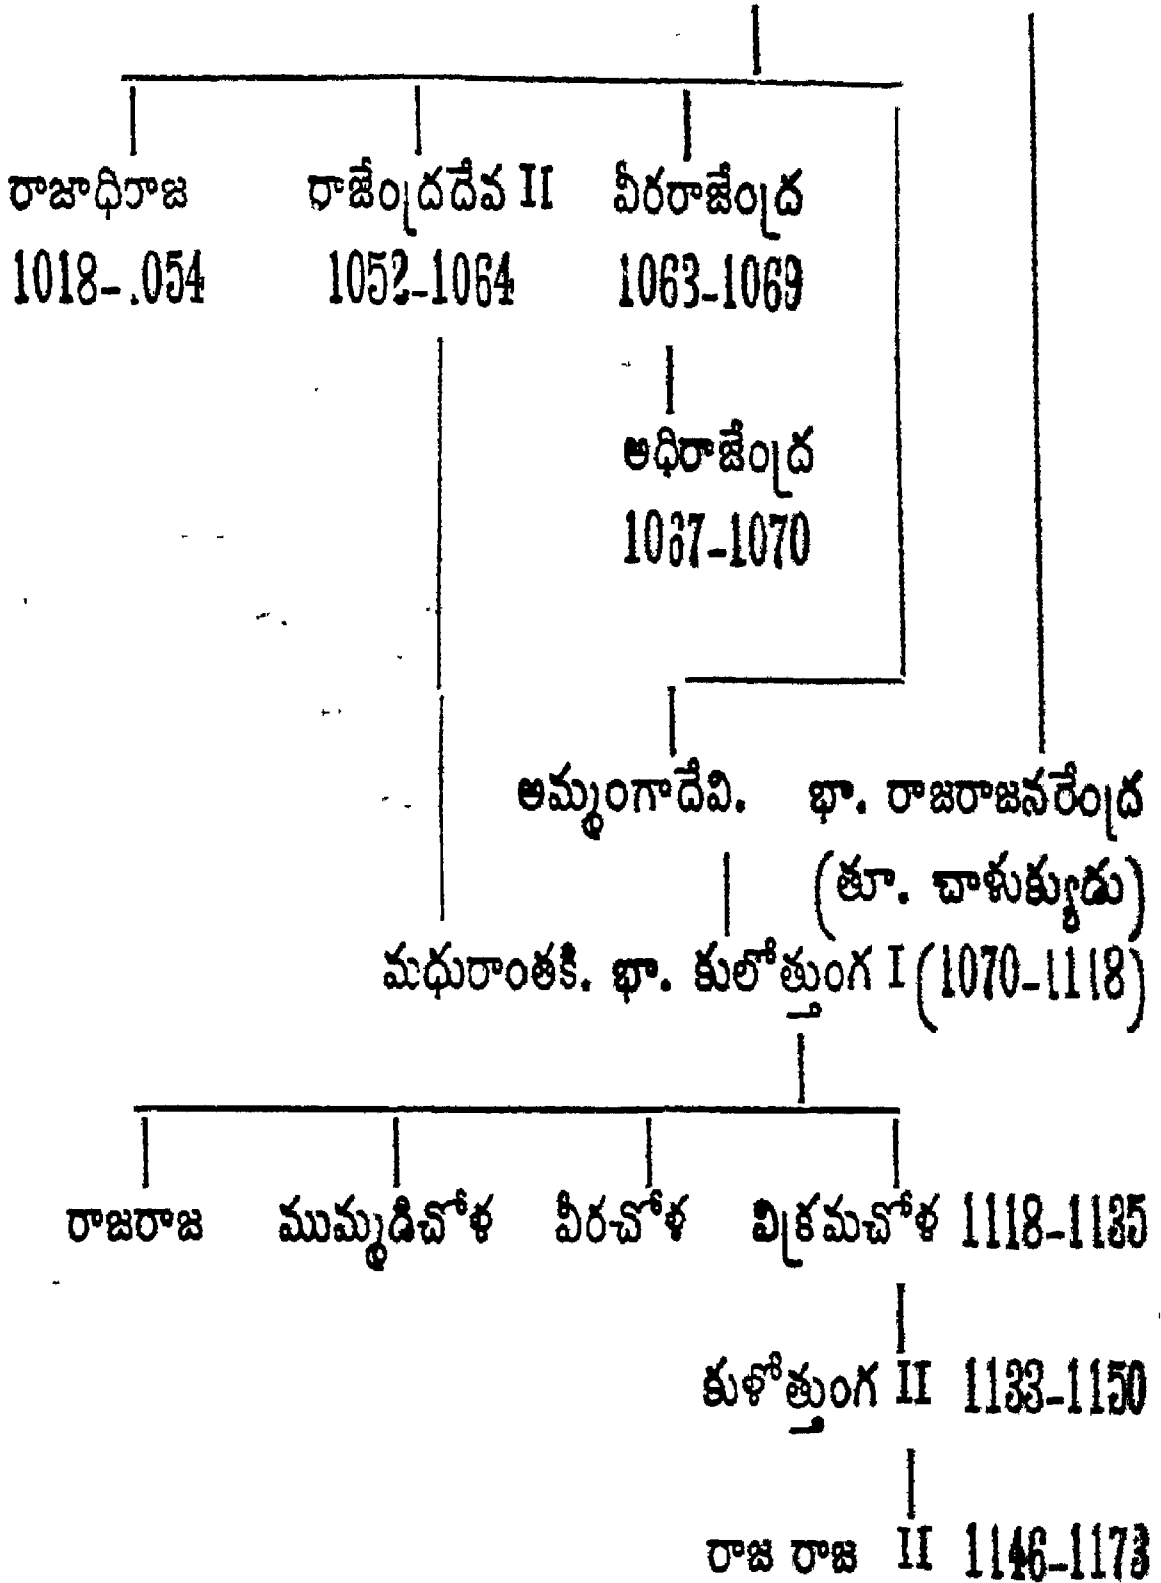 రాజాధిరాజ రాజేంద్రదేవ II వీరరాజేంద్ర
1018-.054 1052-1064 1063-1069
అధిరాజేంద్ర
1067-1070
అమ్మంగాదేవి. భా. రాజరాజనరేంద్ర
(తూ. చాళుక్యుడు)
మధురాంతకి. భా. కులోత్తుంగ I (1070-1118)
రాజరాజ ముమ్మడిచోళ వీరచోళ విక్రమచోళ 1118-1135
కుళోత్తుంగ II 1133-1150
రాజ రాజ II 1146-1173